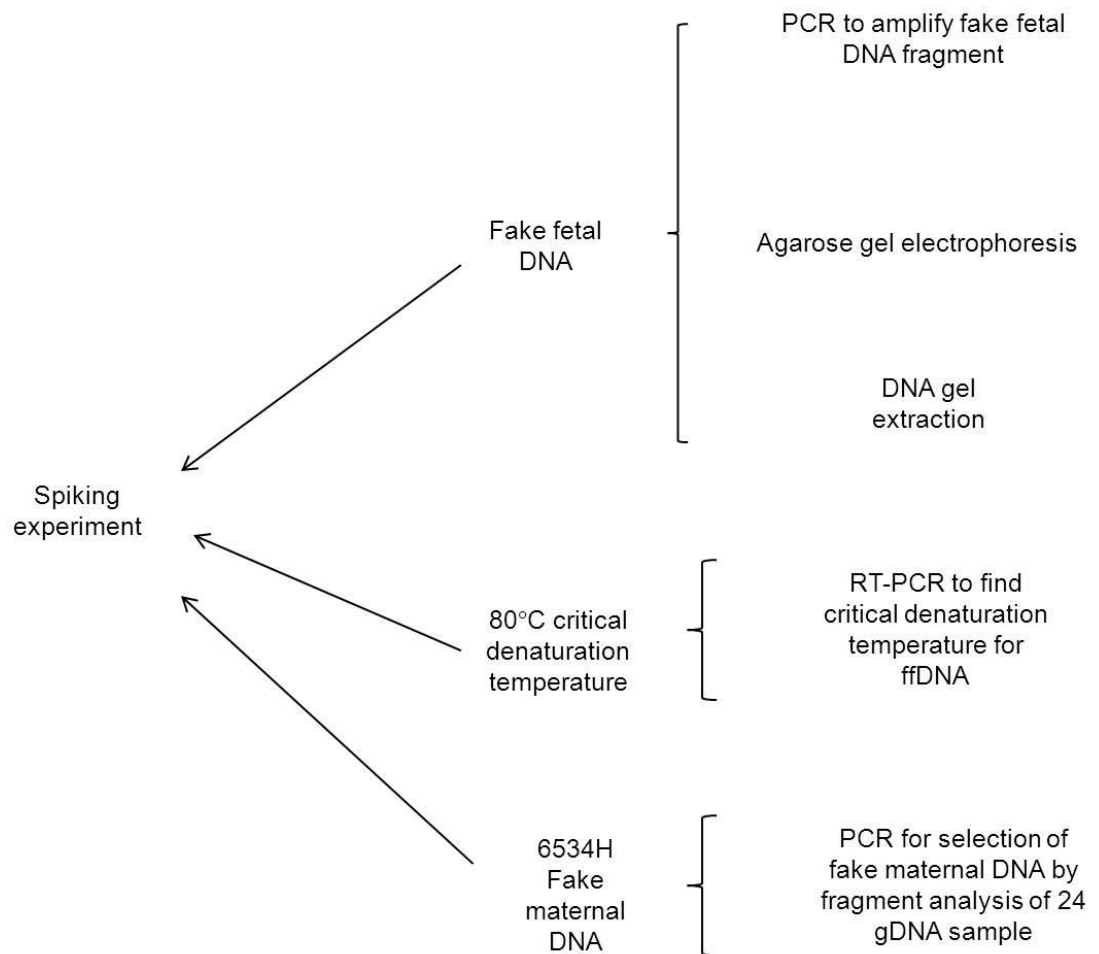 PCR to amplify fake fetal
DNA fragment
Fake fetal
DNA
Agarose gel electrophoresis
DNA gel
extraction
Spiking
experiment
80°C critical
denaturation
temperature
RT-PCR to find
critical denaturation
temperature for
ffDNA
6534H
Fake
maternal
DNA
PCR for selection of
fake maternal DNA by
fragment analysis of 24
gDNA sample